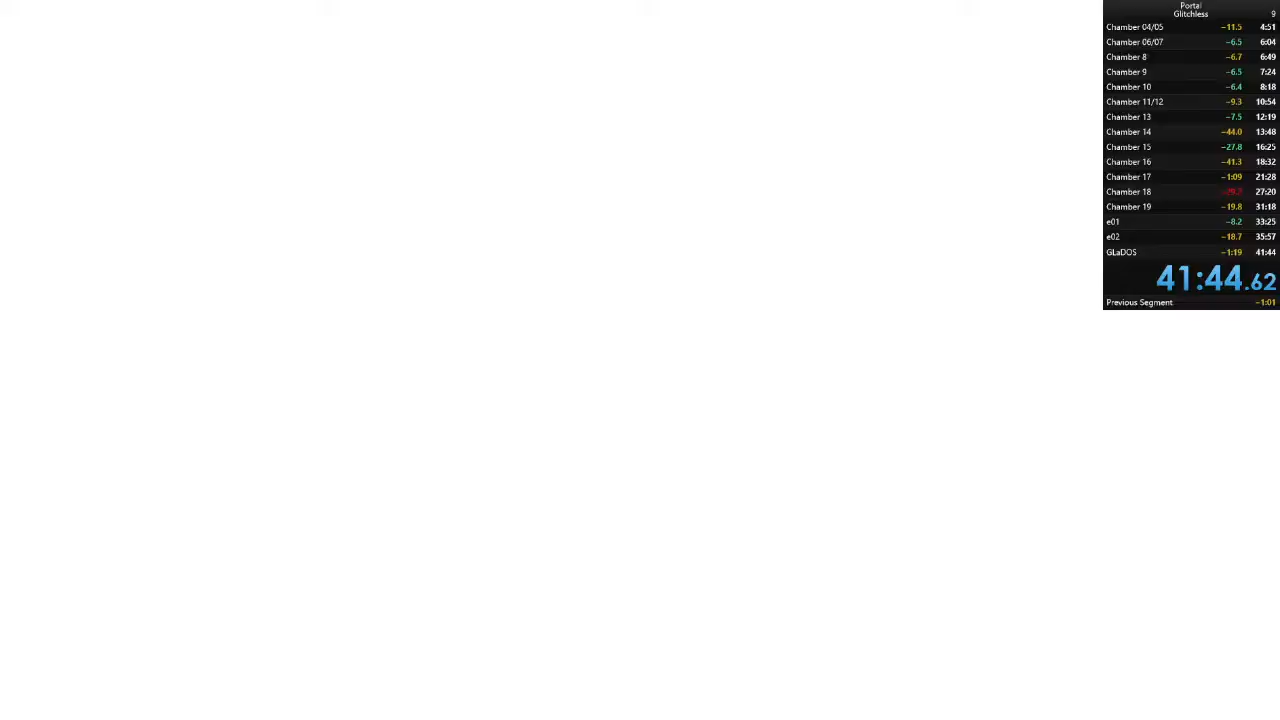 Portal
Glitchless 9
Chamber 04/05 −11.5 4:51
Chamber 06/07 −6.5 6:04
Chamber 8 −6.7 6:49
Chamber 9 −6.5 7:24
Chamber 10 −6.4 8:18
Chamber 11/12 −9.3 10:54
Chamber 13 −7.5 12:19
Chamber 14 −44.0 13:48
Chamber 15 −27.8 16:25
Chamber 16 −41.3 18:32
Chamber 17 −1:09 21:28
Chamber 18 27:20
Chamber 19 −19.8 31:18
e01 −8.2 33:25
e02 −18.7 35:57
GLaDOS −1:19 41:44
41:44.62
Previous Segment −1:01